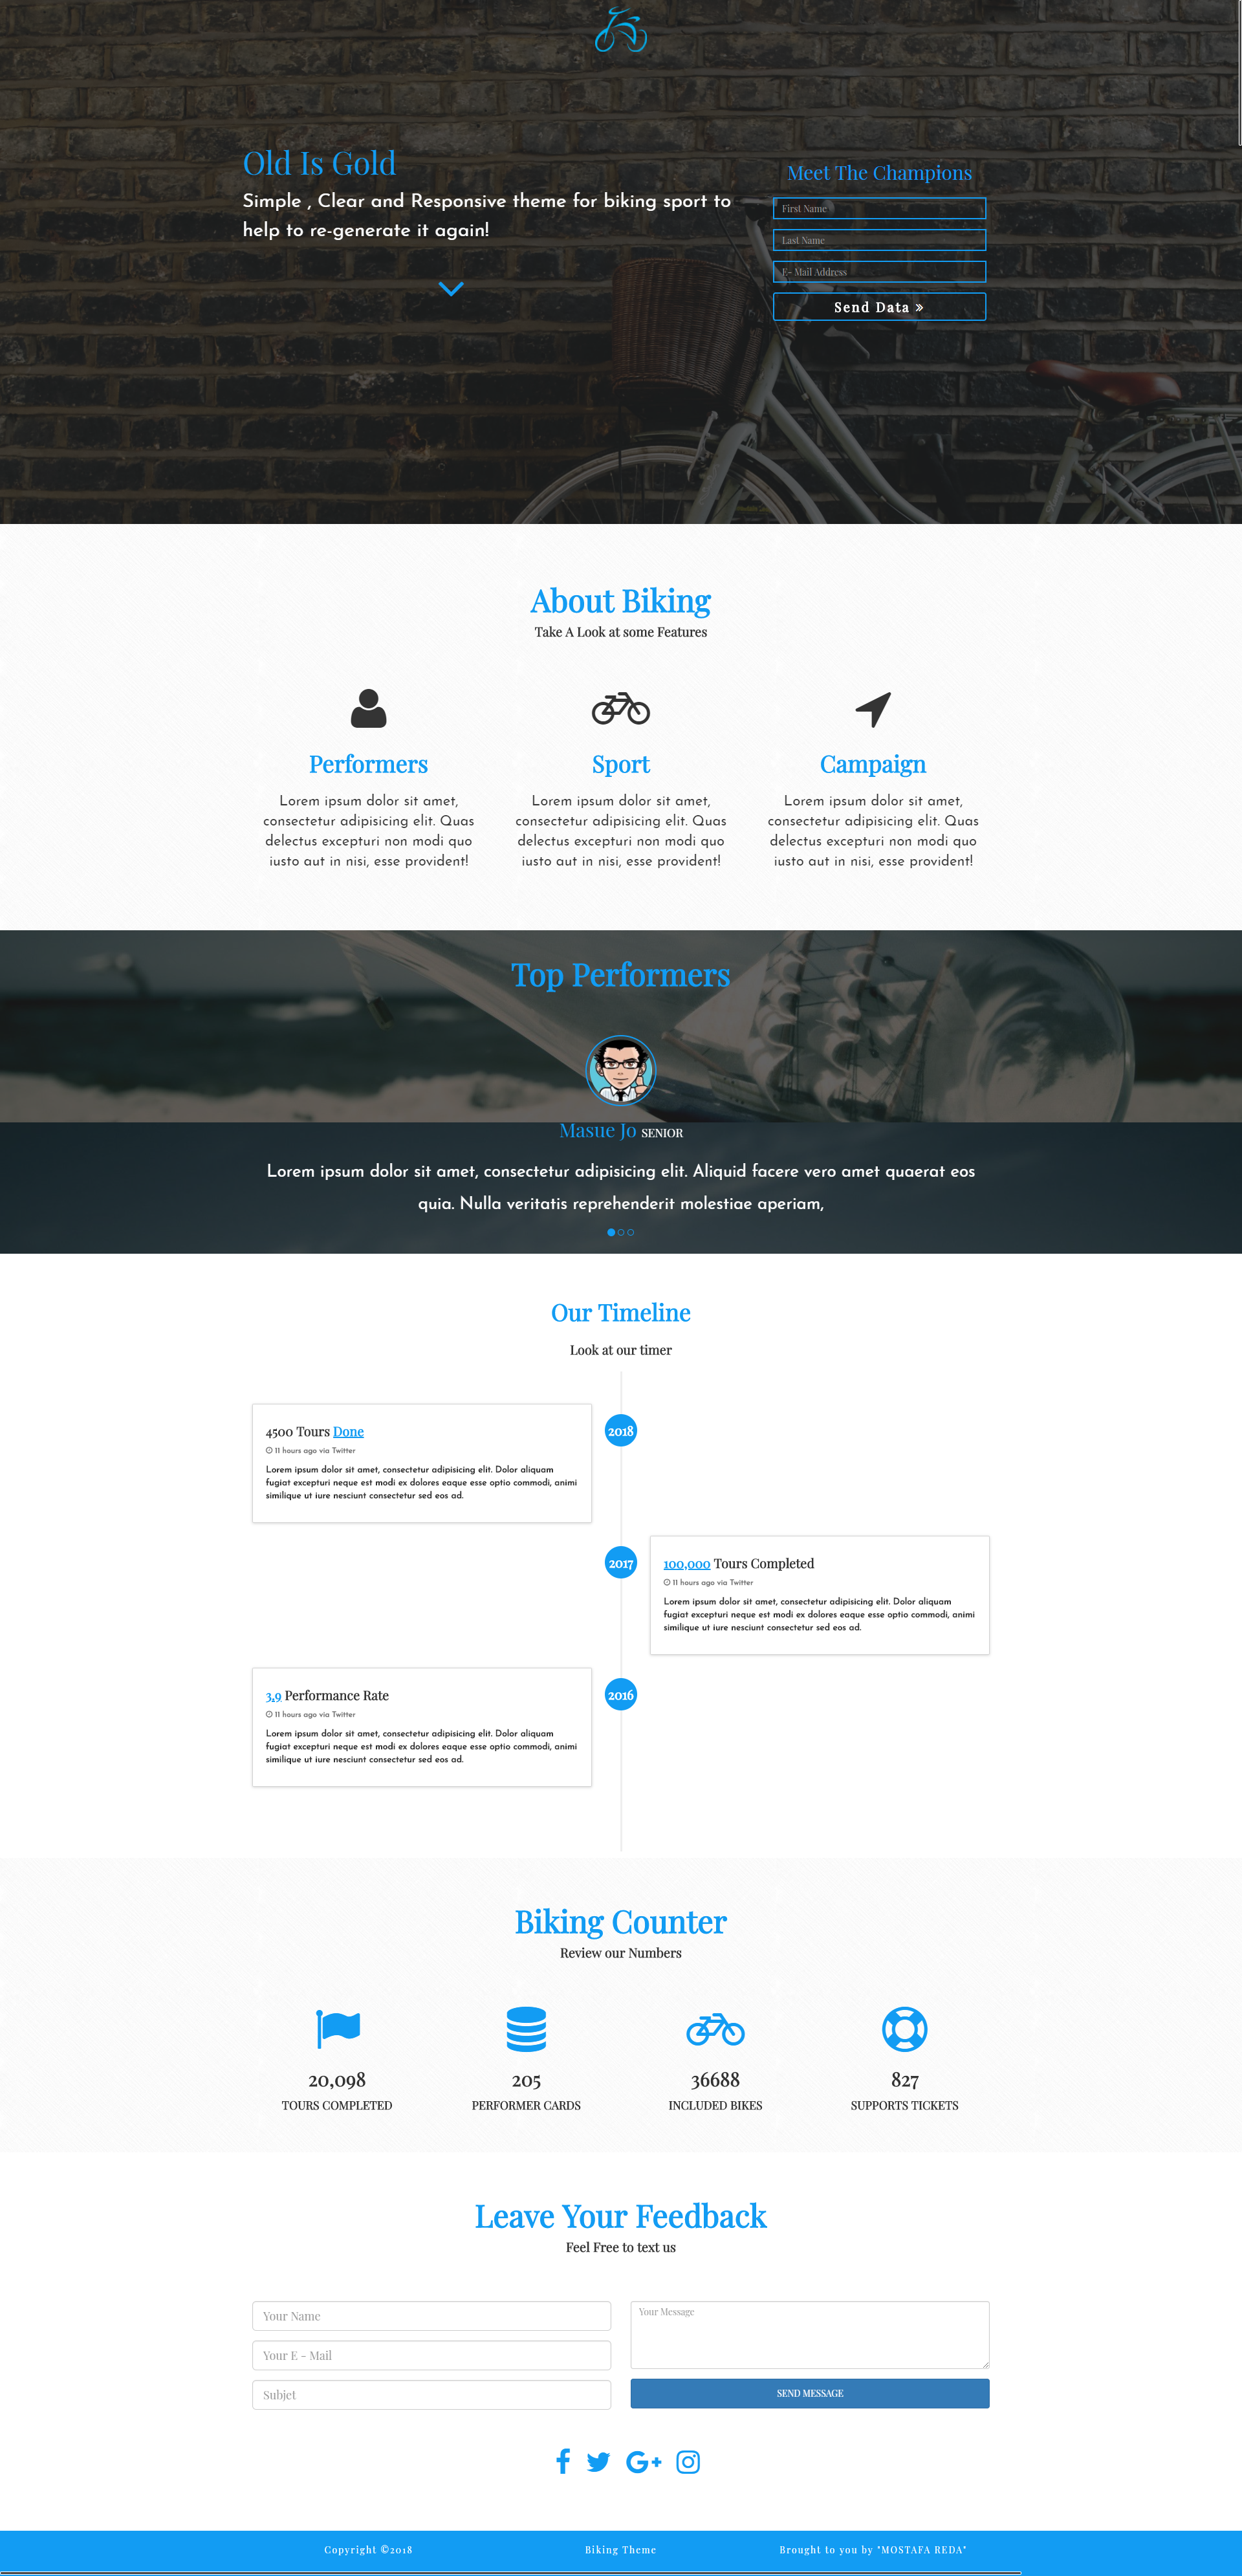 Old Is Gold
Simple , Clear and Responsive theme for biking sport to
help to re-generate it again!
Meet The Champions
First Name
Last Name
E- Mail Address
Send Data »
About Biking
Take A Look at some Features
Performers
Lorem ipsum dolor sit amet,
consectetur adipisicing elit. Quas
delectus excepturi non modi quo
iusto aut in nisi, esse provident!
Sport
Lorem ipsum dolor sit amet,
consectetur adipisicing elit. Quas
delectus excepturi non modi quo
iusto aut in nisi, esse provident!
Campaign
Lorem ipsum dolor sit amet,
consectetur adipisicing elit. Quas
delectus excepturi non modi quo
iusto aut in nisi, esse provident!
Top Performers
Masue Jo SENIOR
Lorem ipsum dolor sit amet, consectetur adipisicing elit. Aliquid facere vero amet quaerat eos
quia. Nulla veritatis reprehenderit molestiae aperiam,
Our Timeline
Look at our timer
2018
4500 Tours Done
11 hours ago via Twitter
Lorem ipsum dolor sit amet, consectetur adipisicing elit. Dolor aliquam
fugiat excepturi neque est modi ex dolores eaque esse optio commodi, animi
similique ut iure nesciunt consectetur sed eos ad.
2017
100,000 Tours Completed
11 hours ago via Twitter
Lorem ipsum dolor sit amet, consectetur adipisicing elit. Dolor aliquam
fugiat excepturi neque est modi ex dolores eaque esse optio commodi, animi
similique ut iure nesciunt consectetur sed eos ad.
2016
3,9 Performance Rate
11 hours ago via Twitter
Lorem ipsum dolor sit amet, consectetur adipisicing elit. Dolor aliquam
fugiat excepturi neque est modi ex dolores eaque esse optio commodi, animi
similique ut iure nesciunt consectetur sed eos ad.
Biking Counter
Review our Numbers
20,098
TOURS COMPLETED
205
PERFORMER CARDS
36688
INCLUDED BIKES
827
SUPPORTS TICKETS
Leave Your Feedback
Feel Free to text us
Your Name
Your E - Mail
Subjet
Your Message
SEND MESSAGE
Copyright ©2018
Biking Theme
Brought to you by "MOSTAFA REDA"